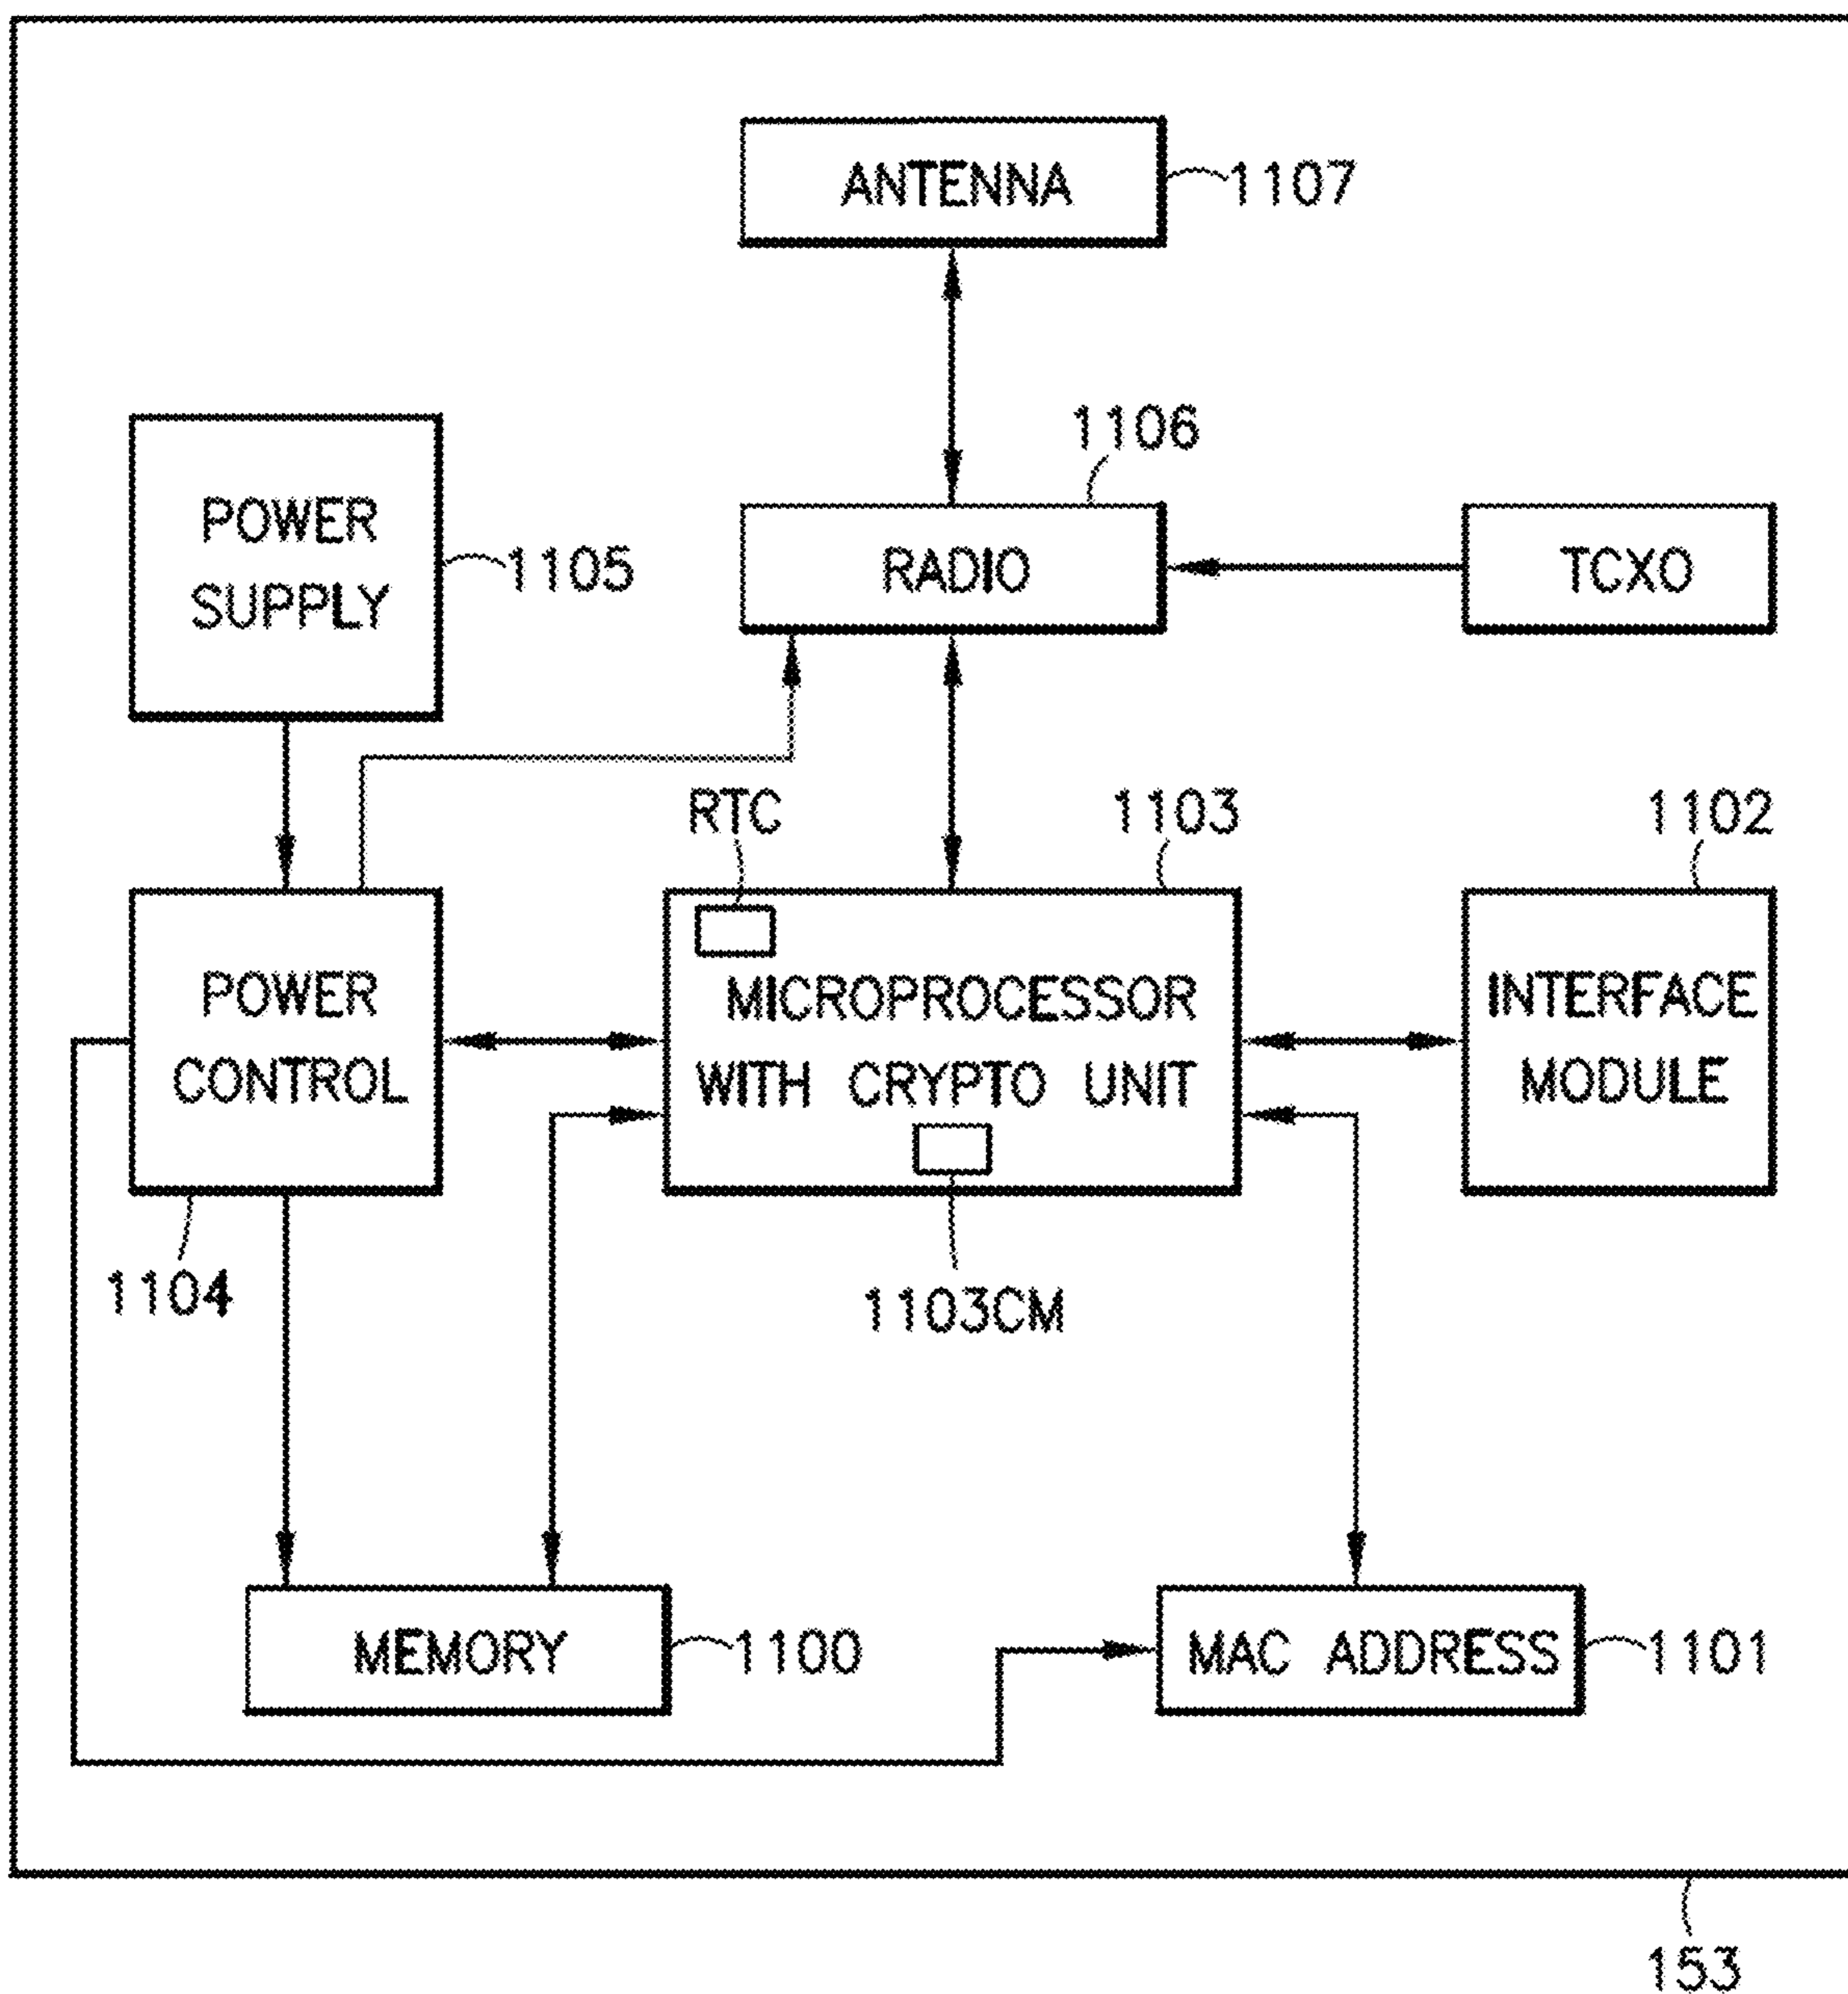 ANTENNA
1107
1106
POWER
SUPPLY
1105
RADIO
TCXO
RTC
1103
1102
POWER
CONTROL
MICROPROCESSOR
WITH CRYPTO UNIT
INTERFACE
MODULE
1104
1103CM
MEMORY
1100
MAC ADDRESS
1101
153